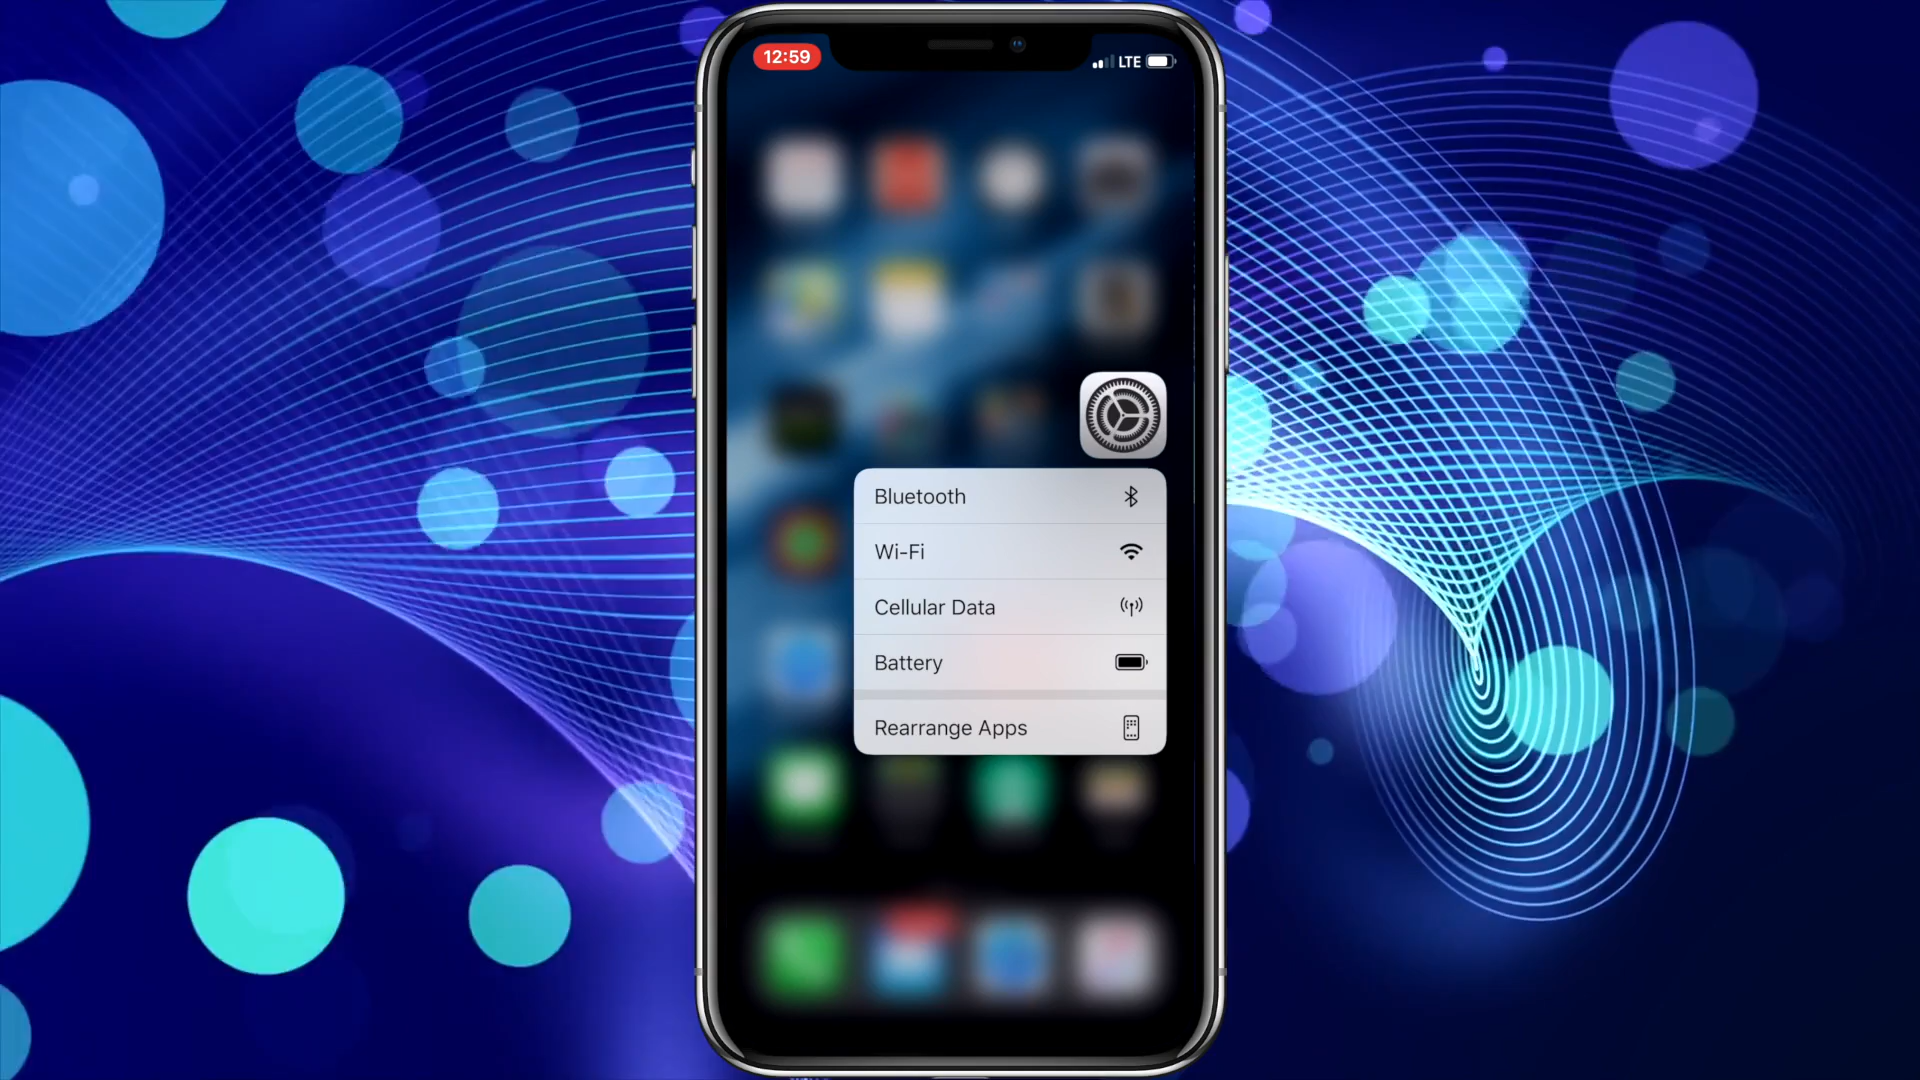 12:59
LTE
Bluetooth
Wi-Fi
Cellular Data
Battery
Rearrange Apps